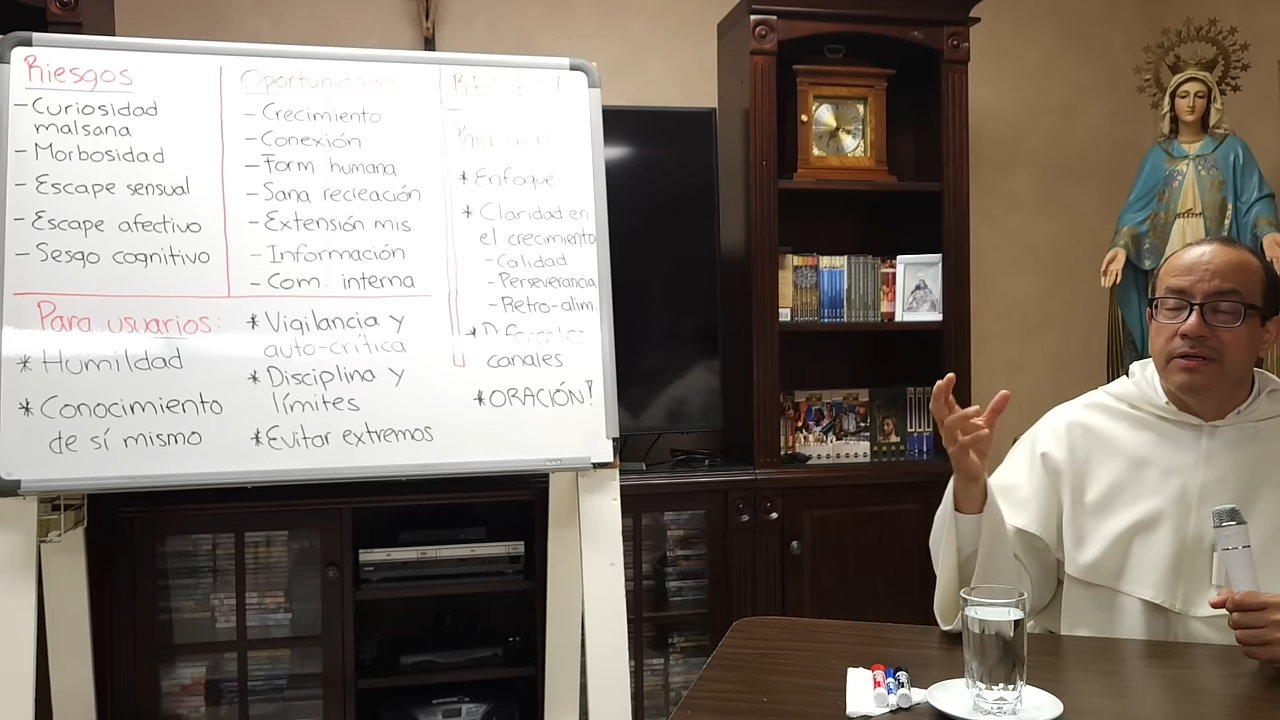 Riesgos
- Curiosidad
malsana
- Morbosidad
- Escape sensual
- Escape afectivo
- Sesgo cognitivo
- Crecimiento
- Conexión
- Form humana
- Sana recreación
- Extensión mis
- Información
- Com. interna
Para usuarios:
* Humildad
* Conocimiento
de sí mismo
* Vigilancia y
auto-crítica
* Disciplina y
límites
* Evitar extremos
* Enfoque
* Claridad en
el crecimiento
- Calidad
- Perseverancia
- Retro-alim
canales
* ORACIÓN!